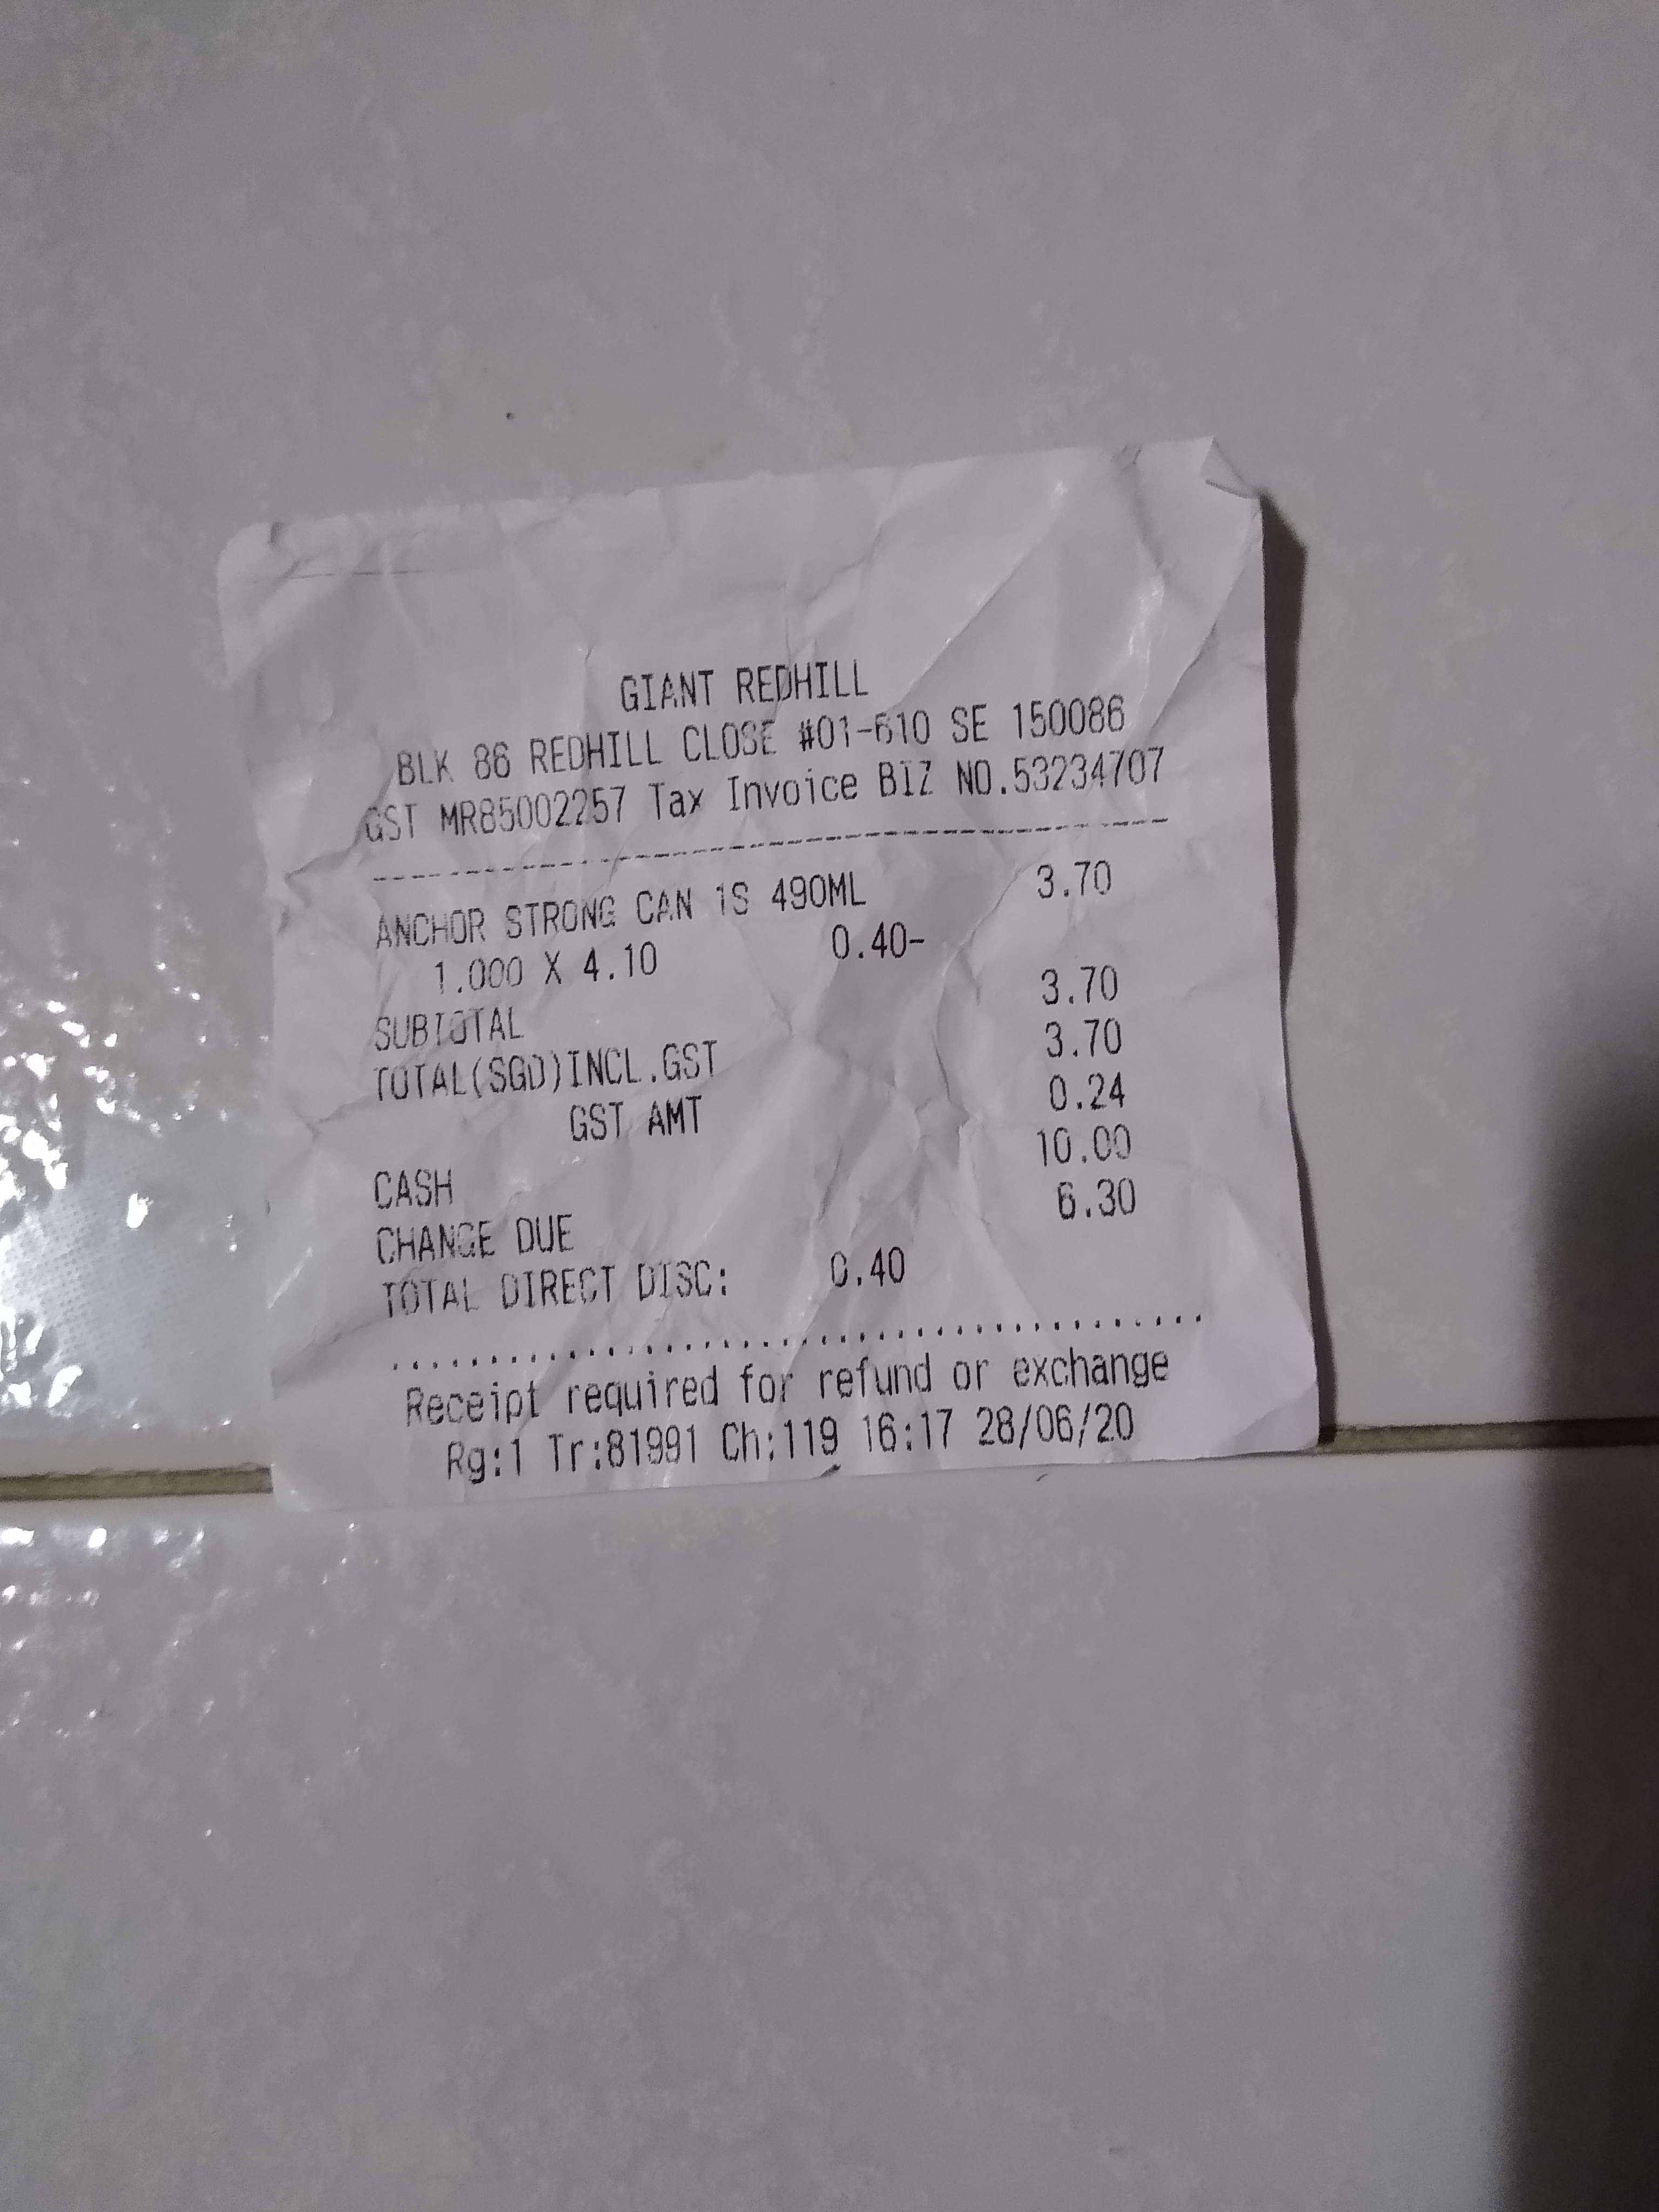 GIANT REDHILL
BLK 86 REDHILL CLOSE #01-610 SE 150086
GST MR85002257 Tax Invoice BIZ NO.53234707
--------------------------------------------
ANCHOR STRONG CAN 1S 490ML 3.70
1.000 X 4.10 0.40-
SUBTOTAL 3.70
TOTAL(SGD)INCL.GST 3.70
GST AMT 0.24
CASH 10.00
CHANGE DUE 6.30
TOTAL DIRECT DISC: 0.40
................................
Receipt required for refund or exchange
Rg:1 Tr:81991 Ch:119 16:17 28/06/20